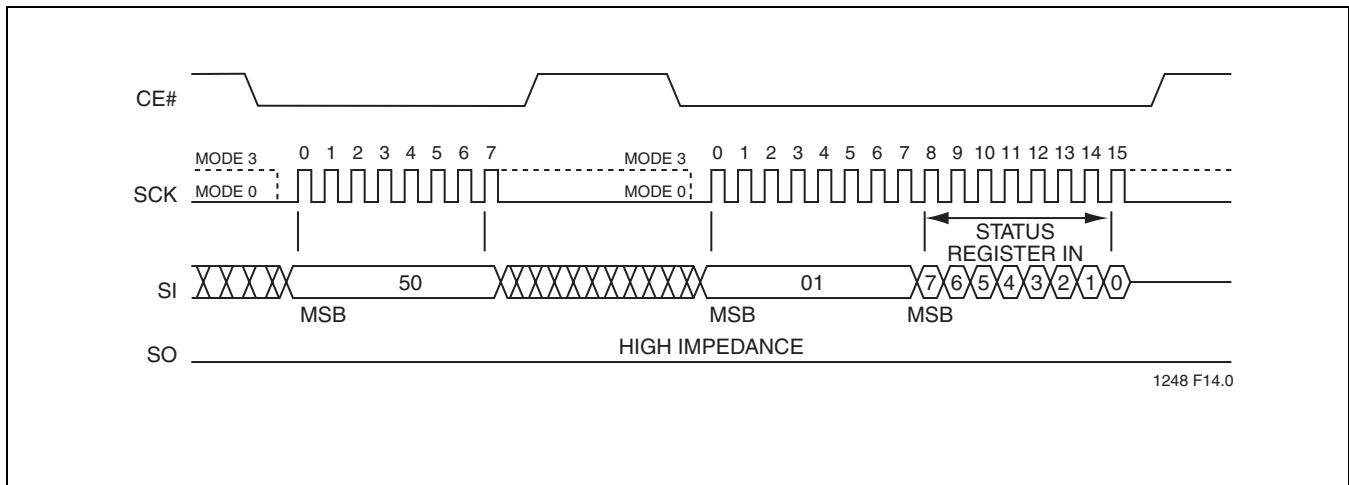 CE#
MODE 3 0 1 2 3 4 5 6 7 MODE 3 0 1 2 3 4 5 6 7 8 9 10 11 12 13 14 15
SCK MODE 0 MODE 0
STATUS
REGISTER IN
SI 50 01 7 6 5 4 3 2 1 0
MSB MSB MSB
HIGH IMPEDANCE
SO
1248 F14.0